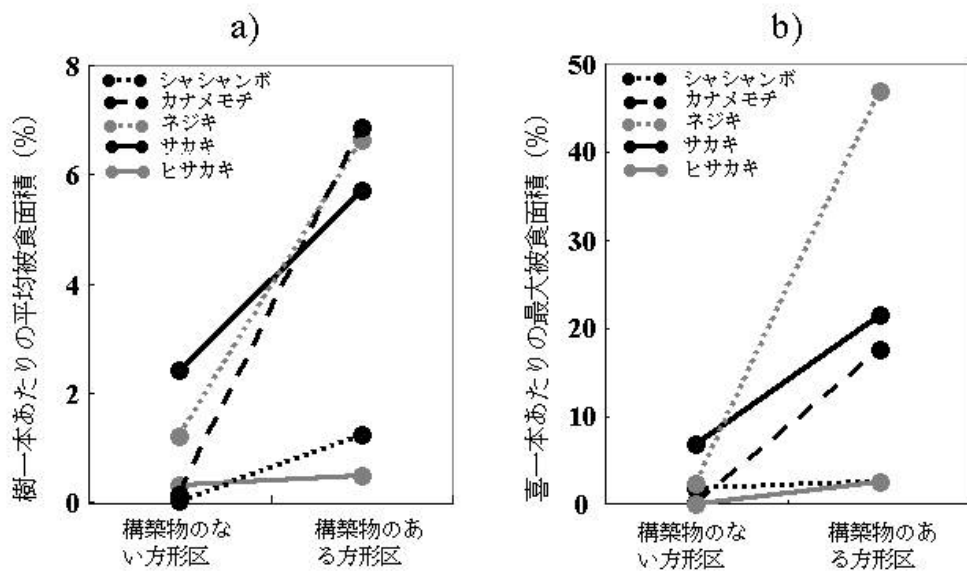 a)
樹一本あたりの平均被食面積 (%)
8
6
4
2
0
シャシャンボ
カナメモチ
ネジキ
サカキ
ヒサカキ
構築物のな
い方形区
構築物のあ
る方形区
b)
喜一本あたりの最大被食面積 (%)
50
40
30
20
10
0
シャシャンボ
カナメモチ
ネジキ
サカキ
ヒサカキ
構築物のな
い方形区
構築物のあ
る方形区